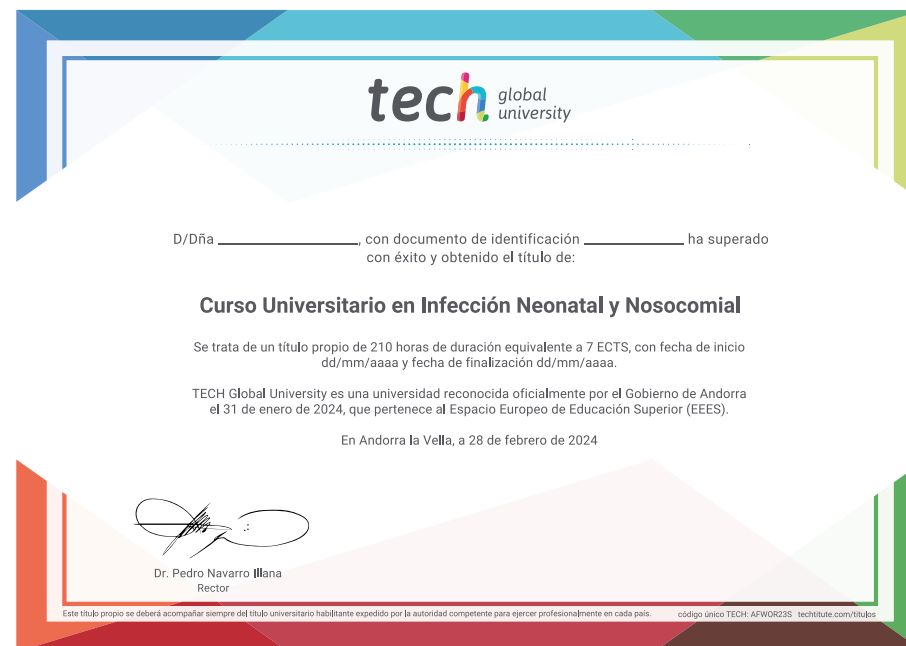 tech global university
D/Dña ________________, con documento de identificación ____________ ha superado
con éxito y obtenido el título de:
Curso Universitario en Infección Neonatal y Nosocomial
Se trata de un título propio de 210 horas de duración equivalente a 7 ECTS, con fecha de inicio
dd/mm/aaaa y fecha de finalización dd/mm/aaaa.
TECH Global University es una universidad reconocida oficialmente por el Gobierno de Andorra
el 31 de enero de 2024, que pertenece al Espacio Europeo de Educación Superior (EEES).
En Andorra la Vella, a 28 de febrero de 2024
Dr. Pedro Navarro Illana
Rector
Este título propio se deberá acompañar siempre del título universitario habilitante expedido por la autoridad competente para ejercer profesionalmente en cada país.
código único TECH: AFWOR23S techtitute.com/titulos